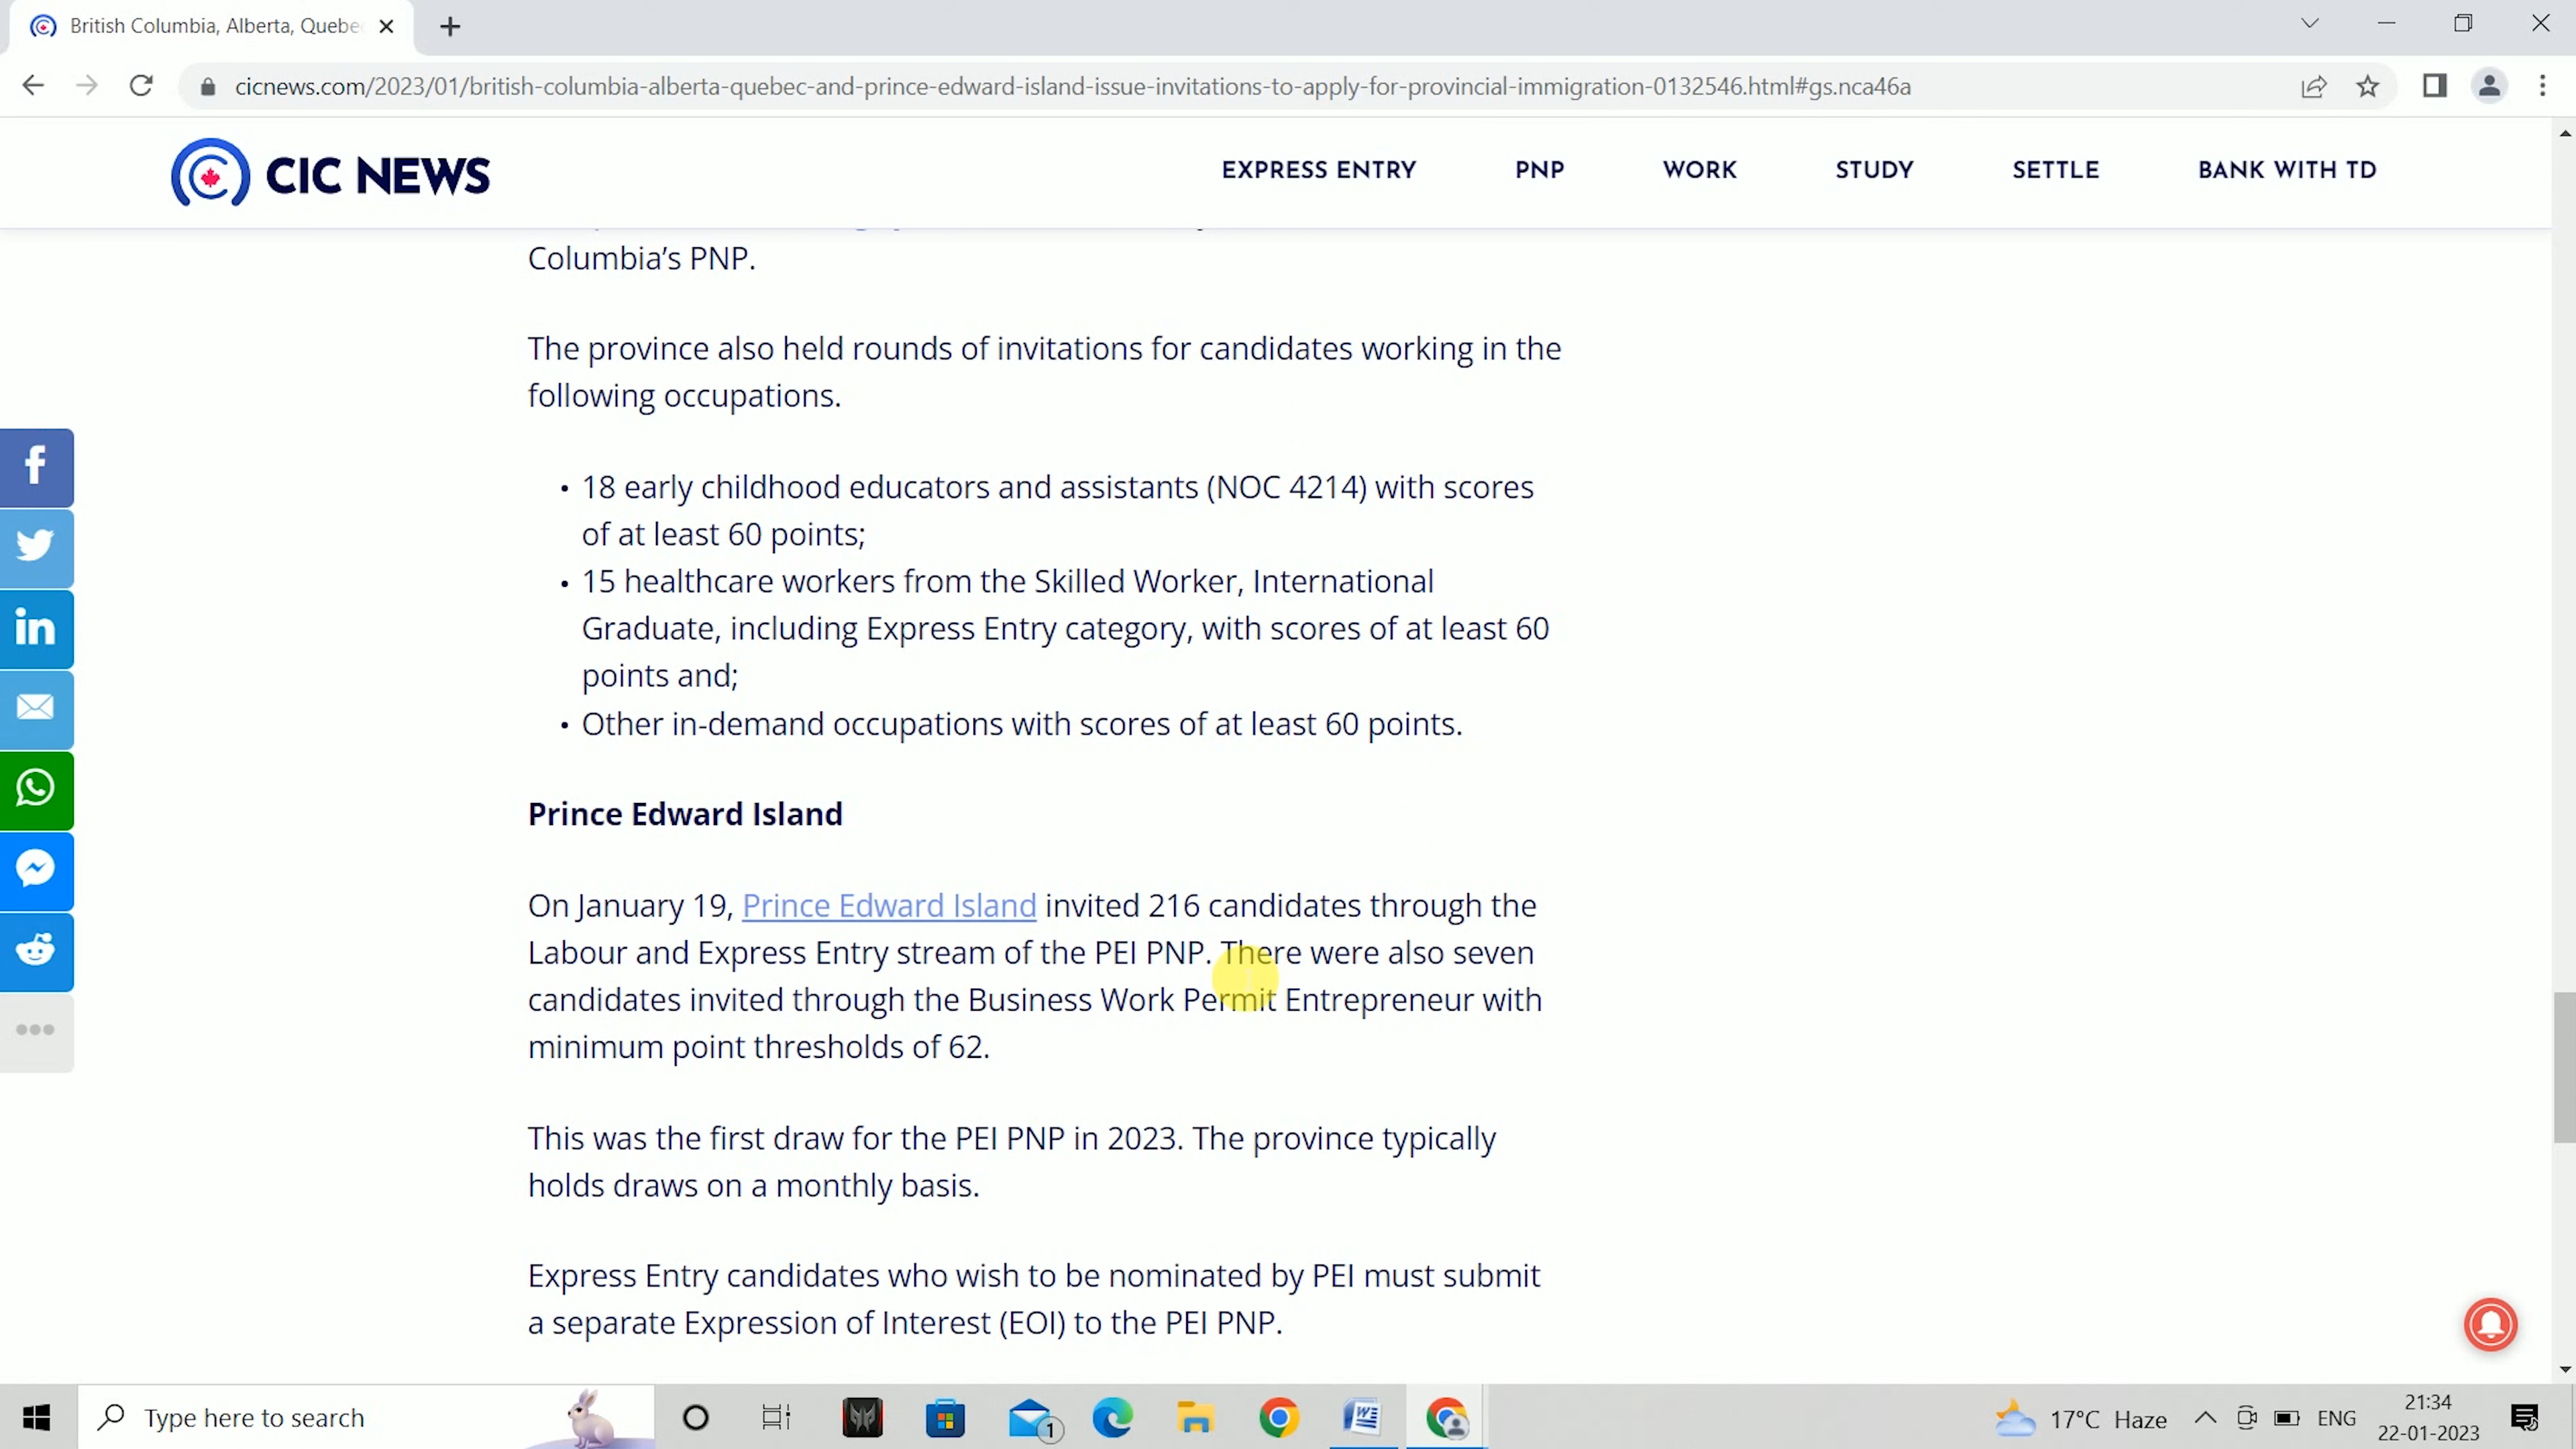 British Columbia, Alberta, Quebe
cicnews.com/2023/01/british-columbia-alberta-quebec-and-prince-edward-island-issue-invitations-to-apply-for-provincial-immigration-0132546.html#gs.nca46a
CIC NEWS
EXPRESS ENTRY
PNP
WORK
STUDY
SETTLE
BANK WITH TD
Columbia’s PNP.
The province also held rounds of invitations for candidates working in the
following occupations.
• 18 early childhood educators and assistants (NOC 4214) with scores
of at least 60 points;
• 15 healthcare workers from the Skilled Worker, International
Graduate, including Express Entry category, with scores of at least 60
points and;
• Other in-demand occupations with scores of at least 60 points.
Prince Edward Island
On January 19, Prince Edward Island invited 216 candidates through the
Labour and Express Entry stream of the PEI PNP. There were also seven
candidates invited through the Business Work Permit Entrepreneur with
minimum point thresholds of 62.
This was the first draw for the PEI PNP in 2023. The province typically
holds draws on a monthly basis.
Express Entry candidates who wish to be nominated by PEI must submit
a separate Expression of Interest (EOI) to the PEI PNP.
Type here to search
1
17°C Haze
ENG
21:34
22-01-2023